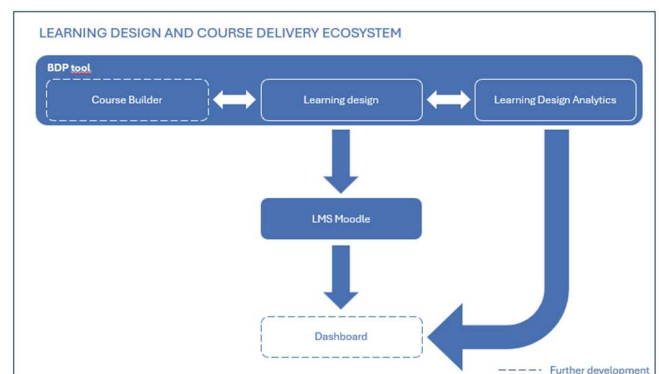 LEARNING DESIGN AND COURSE DELIVERY ECOSYSTEM
BDP tool
Course Builder
Learning design
Learning Design Analytics
LMS Moodle
Dashboard
Further development